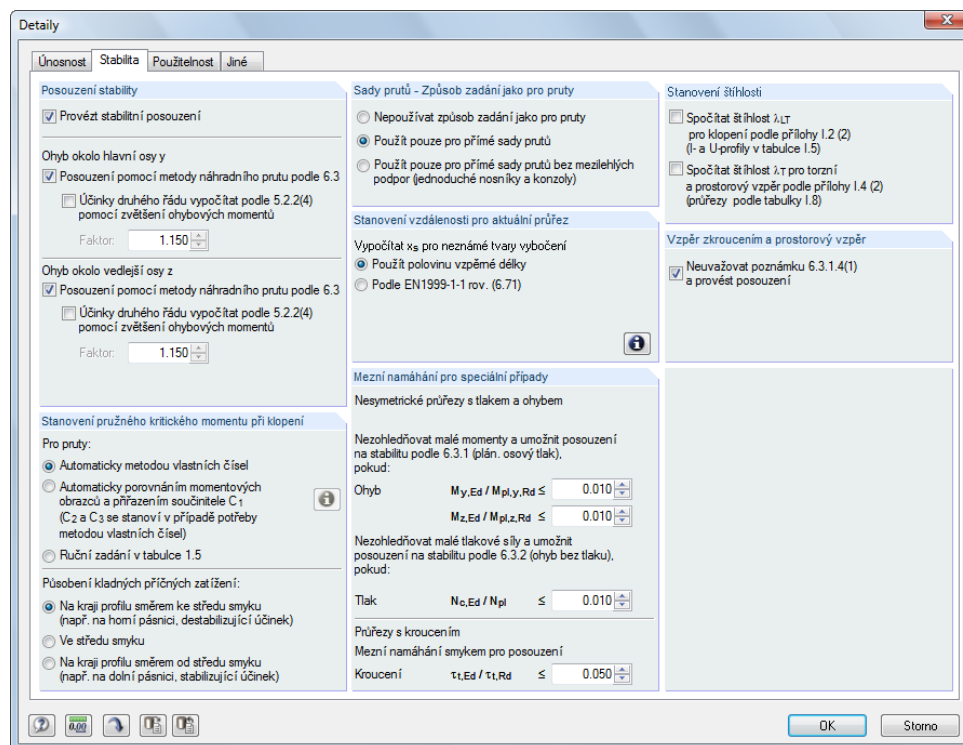 Detaily
Únosnost Stabilita Použitelnost Jiné
Posouzení stability
Provézt stabilitní posouzení
Ohyb okolo hlavní osy y
Posouzení pomocí metody náhradního prutu podle 6.3
Účinky druhého řádu vypočítat podle 5.2.2(4)
pomocí zvětšení ohybových momentů
Faktor: 1.150
Ohyb okolo vedlejší osy z
Posouzení pomocí metody náhradního prutu podle 6.3
Účinky druhého řádu vypočítat podle 5.2.2(4)
pomocí zvětšení ohybových momentů
Faktor: 1.150
Stanovení pružného kritického momentu při klopení
Pro pruty:
Automaticky metodou vlastních čísel
Automaticky porovnáním momentových
obrazců a přiřazením součinitele C1
(C2 a C3 se stanoví v případě potřeby
metodou vlastních čísel)
Ruční zadání v tabulce 1.5
Působení kladných příčných zatížení:
Na kraji profilu směrem ke středu smyku
(např. na horní pásnici, destabilizující účinek)
Ve středu smyku
Na kraji profilu směrem od středu smyku
(např. na dolní pásnici, stabilizující účinek)
Sady prutů - Způsob zadání jako pro pruty
Nepoužívat způsob zadání jako pro pruty
Použít pouze pro přímé sady prutů
Použít pouze pro přímé sady prutů bez mezilehlých
podpor (jednoduché nosníky a konzoly)
Stanovení vzdálenosti pro aktuální průřez
Vypočítat xs pro neznámé tvary vybočení
Použít polovinu vzpěrné délky
Podle EN1999-1-1 rov. (6.71)
Mezní namáhání pro speciální případy
Nesymetrické průřezy s tlakem a ohybem
Nezohledňovat malé momenty a umožnit posouzení
na stabilitu podle 6.3.1 (plán. osový tlak),
pokud:
Ohyb My,Ed / Mpl,y,Rd ≤ 0.010
Mz,Ed / Mpl,z,Rd ≤ 0.010
Nezohledňovat malé tlakové síly a umožnit
posouzení na stabilitu podle 6.3.2 (ohyb bez tlaku),
pokud:
Tlak Nc,Ed / Npl ≤ 0.010
Průřezy s kroucením
Mezní namáhání smykem pro posouzení
Kroucení τt,Ed / τt,Rd ≤ 0.050
Stanovení štíhlosti
Spočítat štíhlost λLT
pro klopení podle přílohy I.2 (2)
(I- a U-profily v tabulce I.5)
Spočítat štíhlost λT pro torzní
a prostorový vzpěr podle přílohy I.4 (2)
(průřezy podle tabulky I.8)
Vzpěr zkroucením a prostorový vzpěr
Neuvažovat poznámku 6.3.1.4(1)
a provést posouzení
0.00
OK Storno